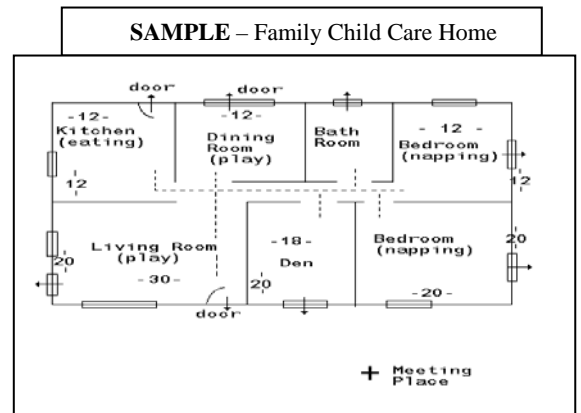 SAMPLE – Family Child Care Home
door
door
-12-
Kitchen
(eating)
12
-12-
Dining
Room
(play)
Bath
Room
- 12 -
Bedroom
(napping)
12
Living Room
(play)
-30-
20
door
-18-
Den
20
Bedroom
(napping)
-20-
20
Meeting
Place